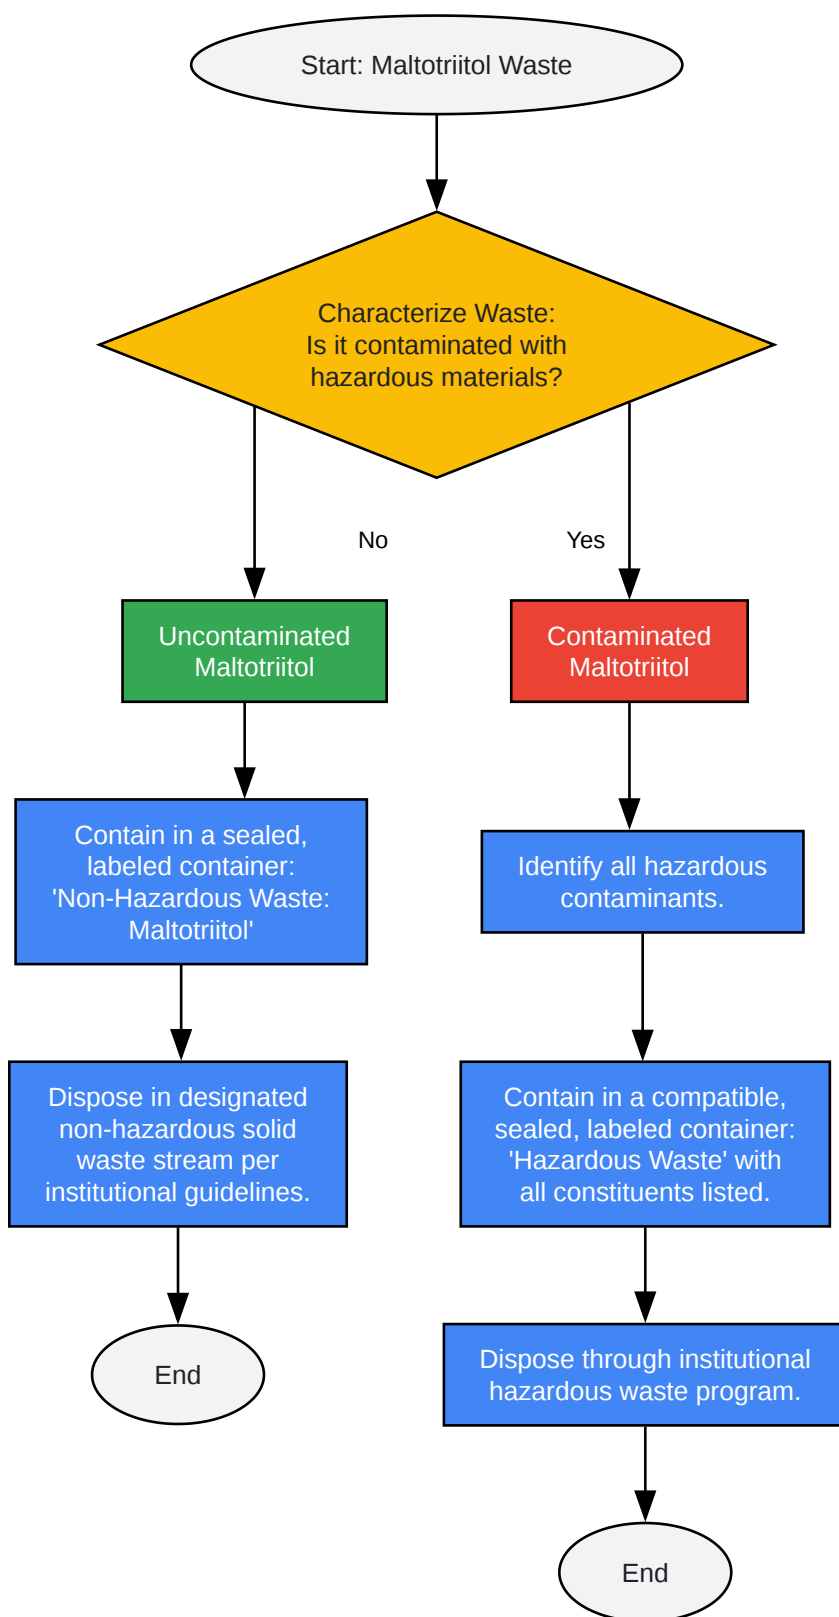 Start: Maltotriitol Waste
Characterize Waste:
Is it contaminated with
hazardous materials?
No
Yes
Uncontaminated
Maltotriitol
Contaminated
Maltotriitol
Contain in a sealed,
labeled container:
'Non-Hazardous Waste:
Maltotriitol'
Identify all hazardous
contaminants.
Dispose in designated
non-hazardous solid
waste stream per
institutional guidelines.
Contain in a compatible,
sealed, labeled container:
'Hazardous Waste' with
all constituents listed.
End
Dispose through institutional
hazardous waste program.
End